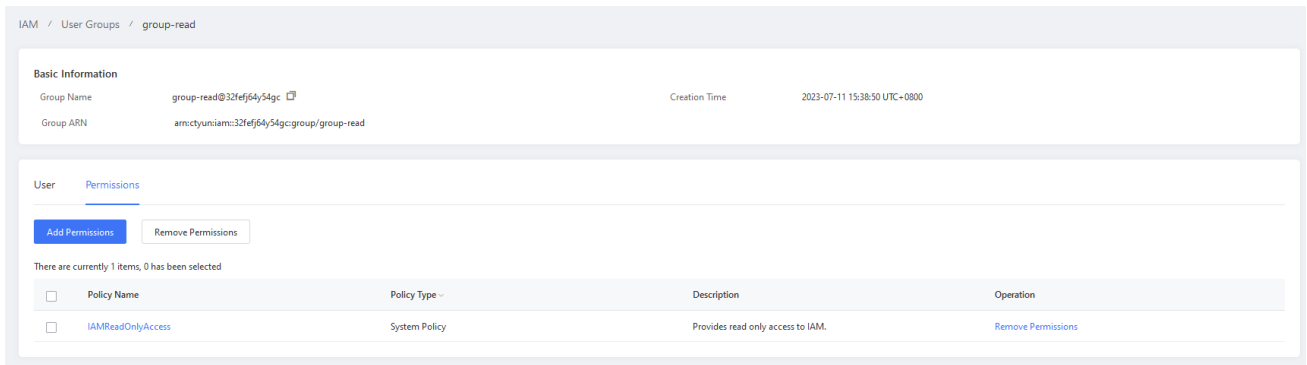 IAM / User Groups / group-read
Basic Information
Group Name group-read@32fefj64y54gc Creation Time 2023-07-11 15:38:50 UTC+0800
Group ARN arn:ctyun:iam::32fefj64y54gc:group/group-read
User Permissions
Add Permissions Remove Permissions
There are currently 1 items, 0 has been selected
Policy Name Policy Type Description Operation
IAMReadOnlyAccess System Policy Provides read only access to IAM. Remove Permissions